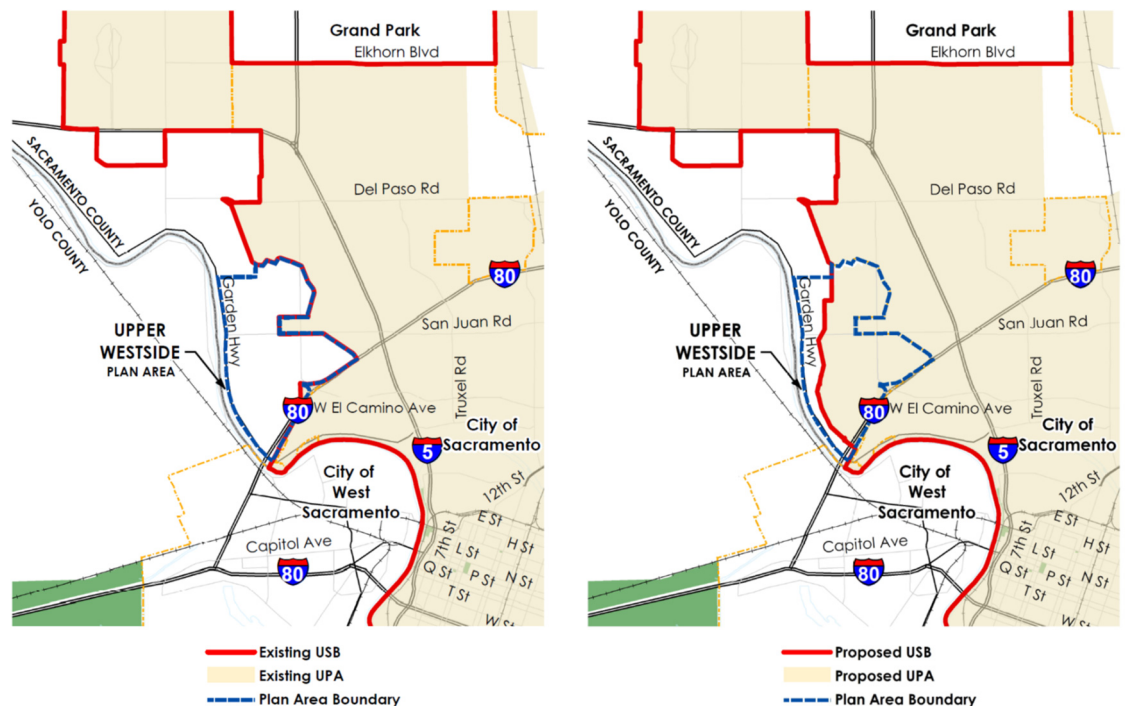 Grand Park
Elkhorn Blvd
SACRAMENTO COUNTY
YOLO COUNTY
Del Paso Rd
80
Garden Hwy
San Juan Rd
UPPER
WESTSIDE
PLAN AREA
Truxel Rd
80
W El Camino Ave
City of
Sacramento
5
City of
West
Sacramento
12th St
7th St
E St
H St
Capitol Ave
L St
Q St
P St
N St
80
T St
W St
Existing USB
Existing UPA
Plan Area Boundary
Grand Park
Elkhorn Blvd
SACRAMENTO COUNTY
YOLO COUNTY
Del Paso Rd
80
Garden Hwy
San Juan Rd
UPPER
WESTSIDE
PLAN AREA
Truxel Rd
80
W El Camino Ave
City of
Sacramento
5
City of
West
Sacramento
12th St
7th St
E St
H St
Capitol Ave
L St
Q St
P St
N St
80
T St
W St
Proposed USB
Proposed UPA
Plan Area Boundary